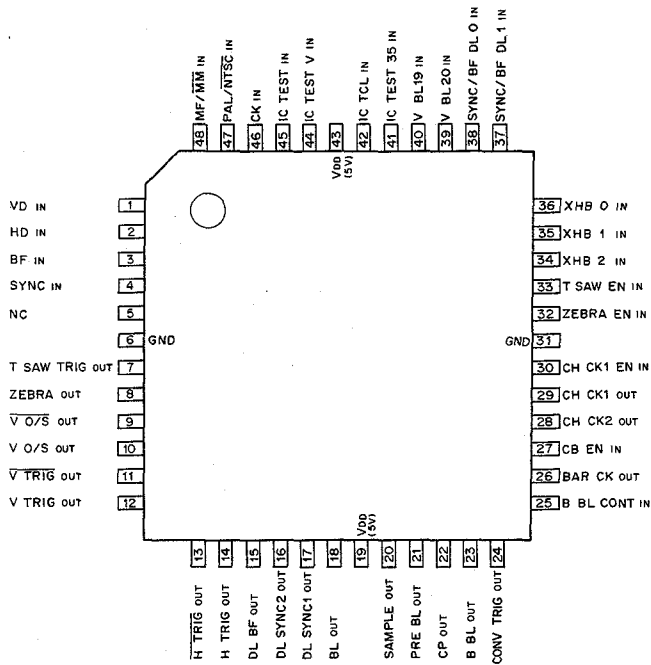 48 MF/MM IN
47 PAL/NTSC IN
46 CK IN
45 IC TEST IN
44 IC TEST V IN
43 VDD (5V)
42 IC TCL IN
41 IC TEST 35 IN
40 V BL19 IN
39 V BL20 IN
38 SYNC/BF DL 0 IN
37 SYNC/BF DL 1 IN
VD IN 1
HD IN 2
BF IN 3
SYNC IN 4
NC 5
6 GND
T SAW TRIG OUT 7
ZEBRA OUT 8
V O/S OUT 9
V O/S OUT 10
V TRIG OUT 11
V TRIG OUT 12
36 XHB 0 IN
35 XHB 1 IN
34 XHB 2 IN
33 T SAW EN IN
32 ZEBRA EN IN
GND 31
30 CH CK1 EN IN
29 CH CK1 OUT
28 CH CK2 OUT
27 CB EN IN
26 BAR CK OUT
25 B BL CONT IN
H TRIG OUT 13
H TRIG OUT 14
DL BF OUT 15
DL SYNC2 OUT 16
DL SYNC1 OUT 17
BL OUT 18
VDD (5V) 19
SAMPLE OUT 20
PRE BL OUT 21
CP OUT 22
B BL OUT 23
CONV TRIG OUT 24